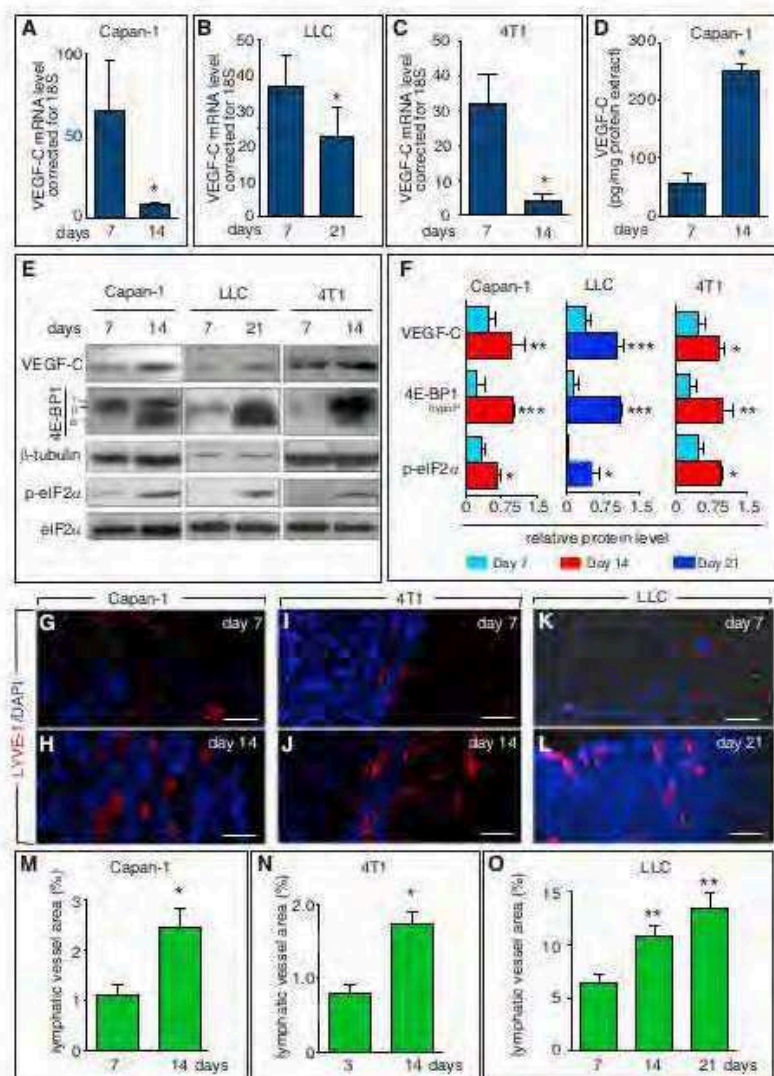 A Capan-1
VEGF-C mRNA level
corrected for 18S
100
50
0
days 7 14
*
B LLC
VEGF-C mRNA level
corrected for 18S
50
40
30
20
10
0
days 7 21
*
C 4T1
VEGF-C mRNA level
corrected for 18S
50
40
30
20
10
0
days 7 14
*
D Capan-1
VEGF-C
(pg/mg protein extract)
300
200
100
0
days 7 14
*
E
Capan-1 LLC 4T1
days 7 14 7 21 7 14
VEGF-C
4E-BP1
β-tubulin
p-eIF2α
eIF2α
F
Capan-1 LLC 4T1
VEGF-C
** *** *
4E-BP1
*** *** **
p-eIF2α
* * *
0 0.75 1.5 0 0.75 1.5 0 0.75 1.5
relative protein level
Day 7 Day 14 Day 21
Capan-1 4T1 LLC
LYVE-1/DAPI
G day 7
I day 7
K day 7
H day 14
J day 14
L day 21
M Capan-1
lymphatic vessel area (%)
3
2
1
0
7 14 days
*
N 4T1
lymphatic vessel area (%)
2.0
1.0
0
3 14 days
*
O LLC
lymphatic vessel area (%)
15
10
5
0
7 14 21 days
** **